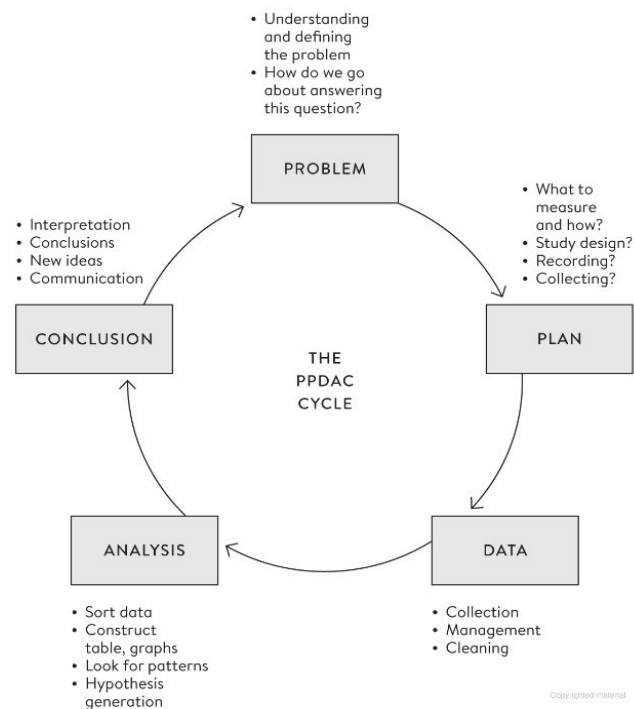 • Understanding
and defining
the problem
• How do we go
about answering
this question?
PROBLEM
• What to
measure
and how?
• Study design?
• Recording?
• Collecting?
PLAN
• Interpretation
• Conclusions
• New ideas
• Communication
CONCLUSION
THE
PPDAC
CYCLE
ANALYSIS
• Sort data
• Construct
table, graphs
• Look for patterns
• Hypothesis
generation
DATA
• Collection
• Management
• Cleaning
Copyrighted material